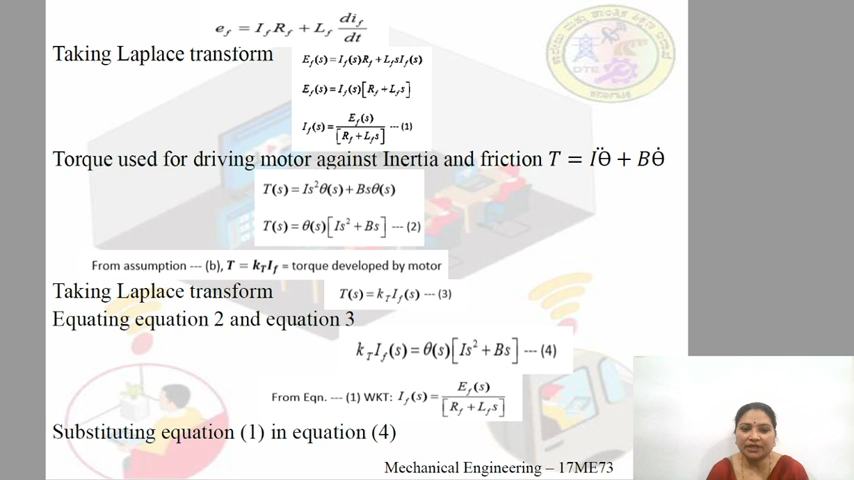 e_f = I_f R_f + L_f di_f/dt
Taking Laplace transform
E_f(s) = I_f(s)R_f + L_f sI_f(s)
E_f(s) = I_f(s)[R_f + L_f s]
I_f(s) = E_f(s)/[R_f + L_f s] --- (1)
Torque used for driving motor against Inertia and friction T = Iθ̈ + Bθ̇
T(s) = Is²θ(s) + Bsθ(s)
T(s) = θ(s)[Is² + Bs] --- (2)
From assumption --- (b), T = k_T I_f = torque developed by motor
Taking Laplace transform
T(s) = k_T I_f(s) --- (3)
Equating equation 2 and equation 3
k_T I_f(s) = θ(s)[Is² + Bs] --- (4)
From Eqn. --- (1) WKT: I_f(s) = E_f(s)/[R_f + L_f s]
Substituting equation (1) in equation (4)
Mechanical Engineering – 17ME73
DTE